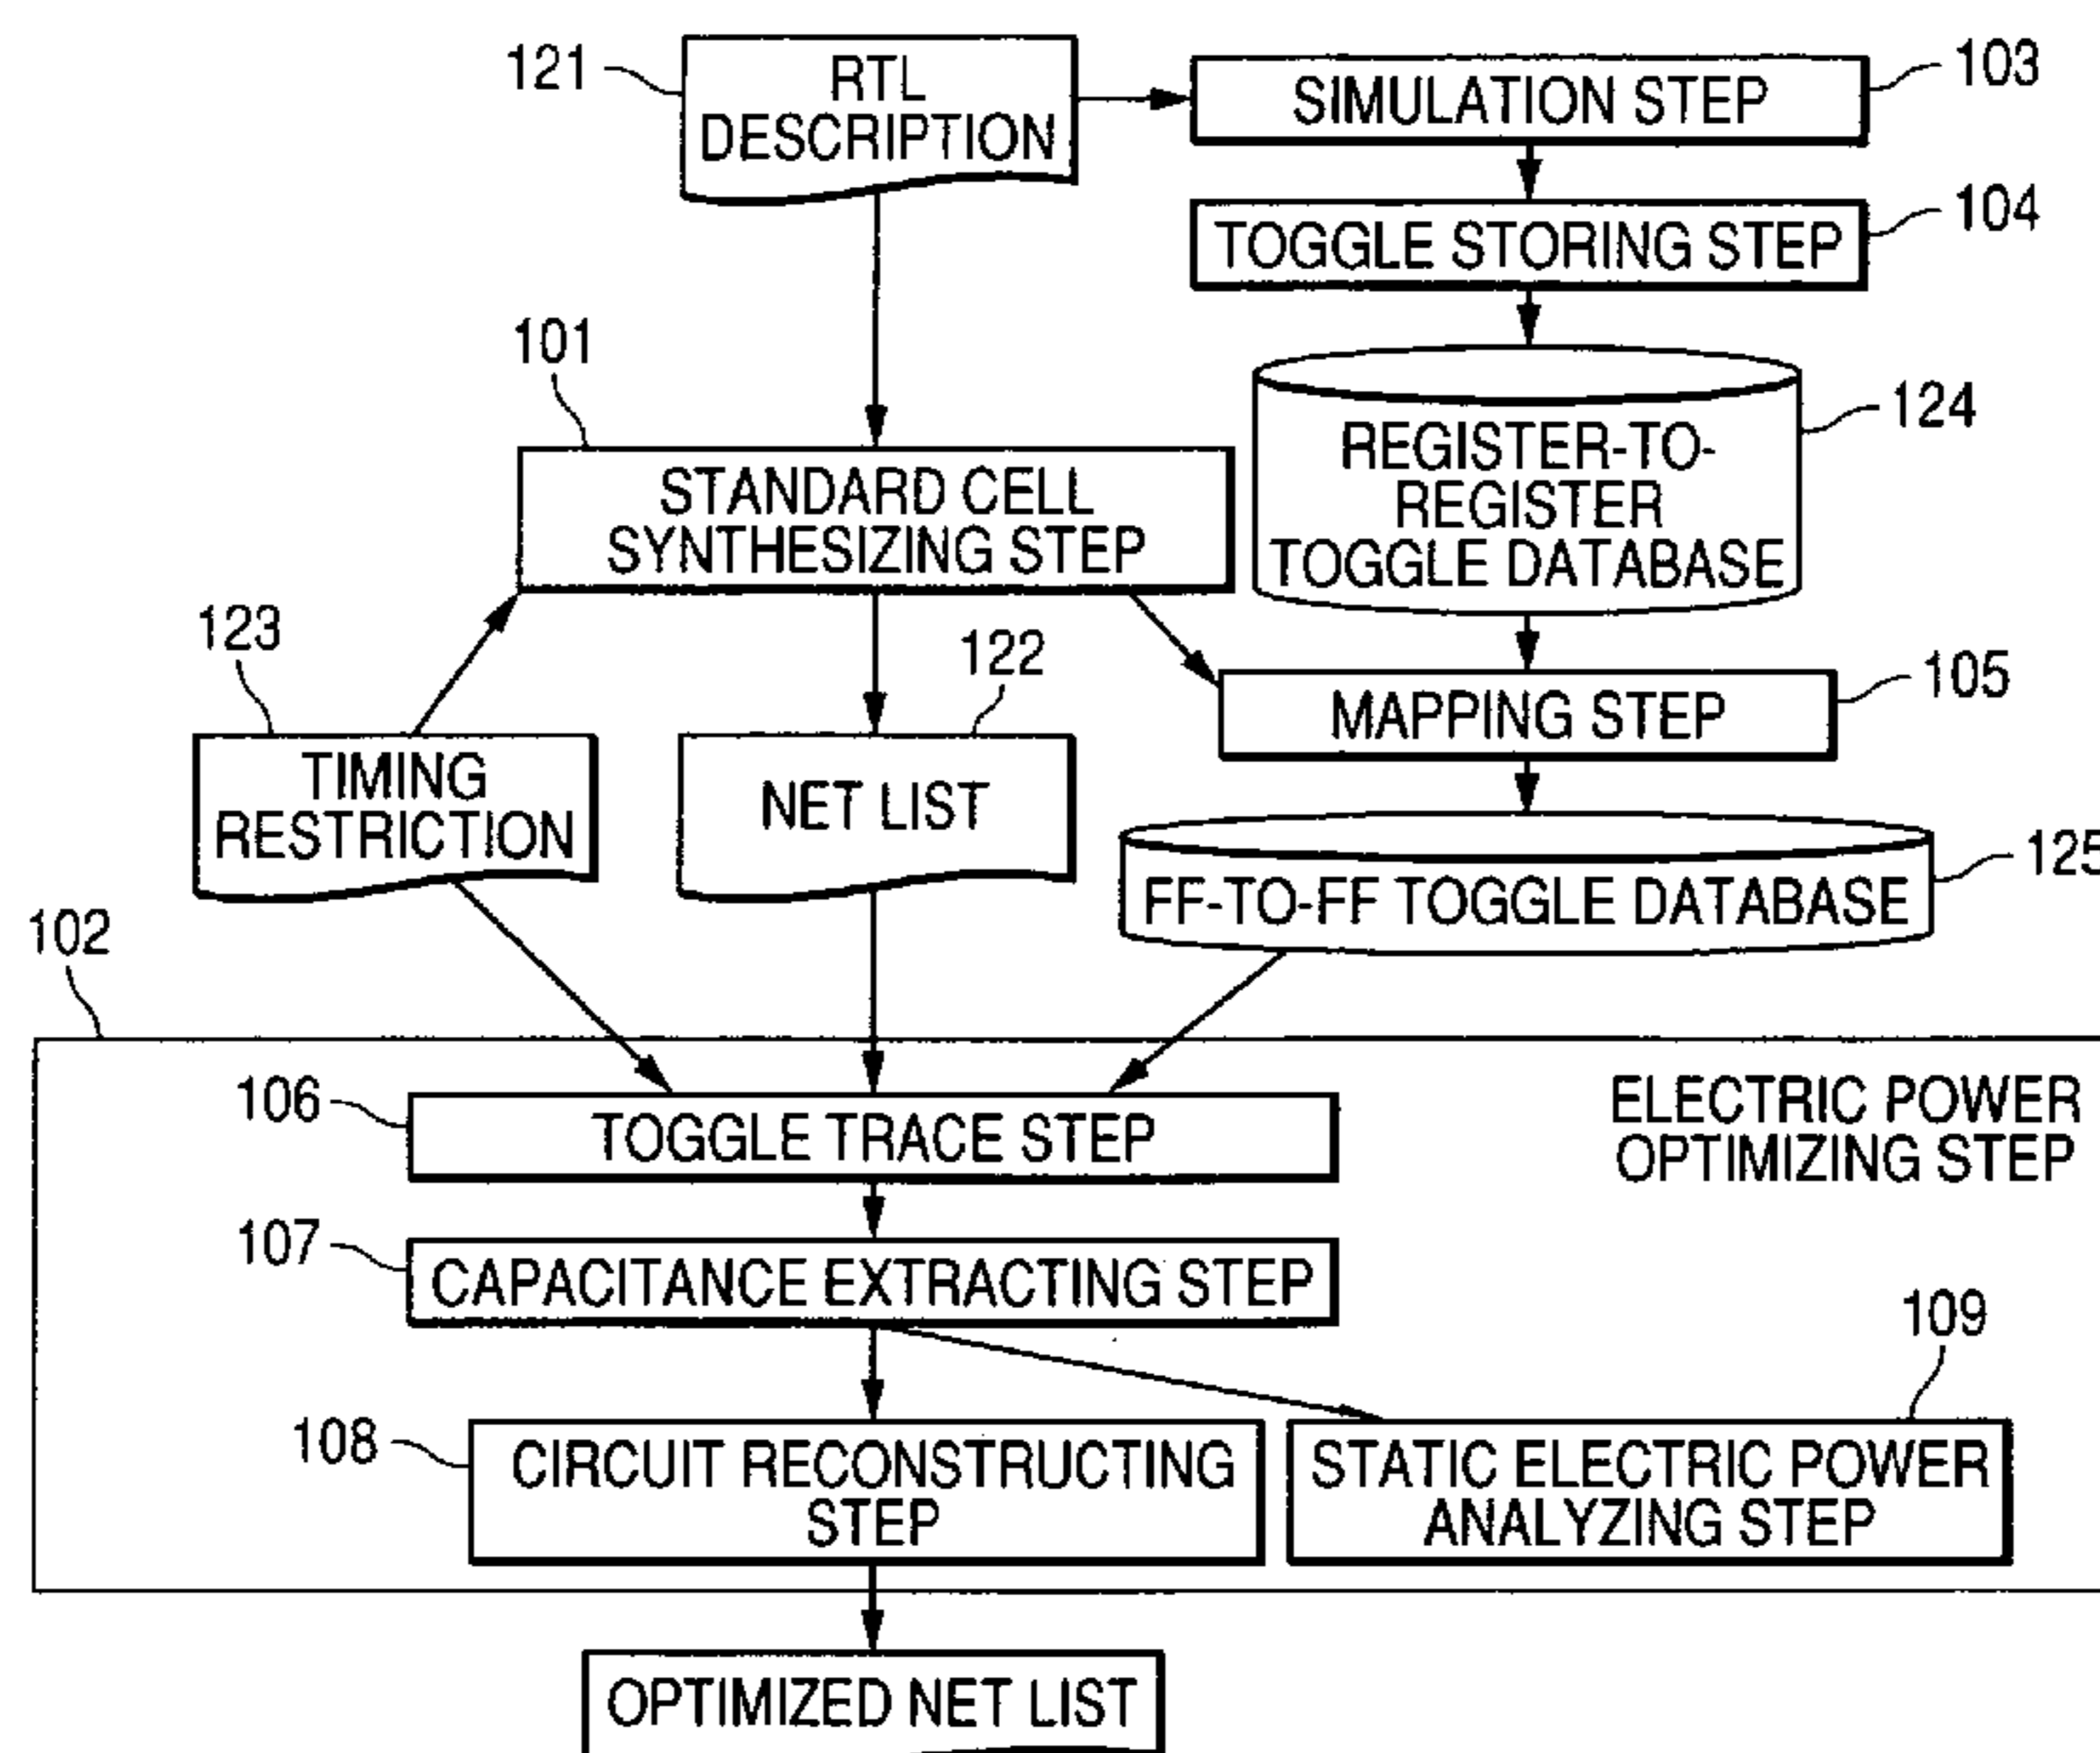 121
RTL
DESCRIPTION
SIMULATION STEP
103
TOGGLE STORING STEP
104
101
STANDARD CELL
SYNTHESIZING STEP
REGISTER-TO-
REGISTER
TOGGLE DATABASE
124
123
122
MAPPING STEP
105
TIMING
RESTRICTION
NET LIST
FF-TO-FF TOGGLE DATABASE
125
102
ELECTRIC POWER
OPTIMIZING STEP
106
TOGGLE TRACE STEP
107
CAPACITANCE EXTRACTING STEP
109
108
CIRCUIT RECONSTRUCTING
STEP
STATIC ELECTRIC POWER
ANALYZING STEP
OPTIMIZED NET LIST